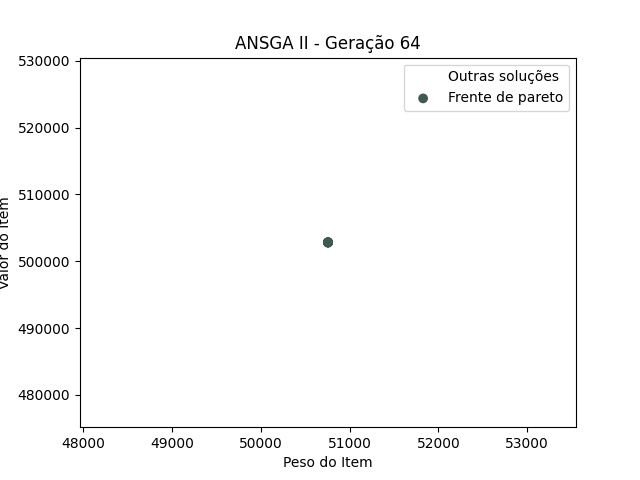 ANSGA II - Geração 64
Outras soluções
Frente de pareto
530000
520000
510000
500000
490000
480000
Valor do Item
48000 49000 50000 51000 52000 53000
Peso do Item